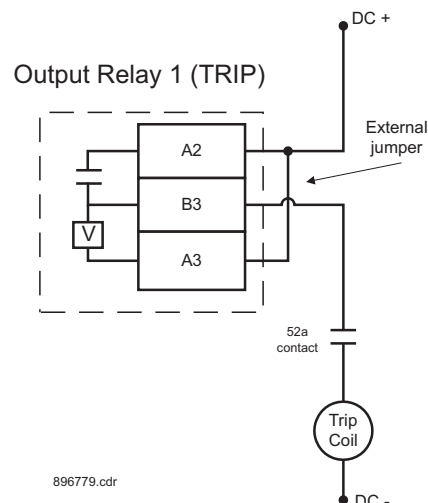 DC +
Output Relay 1 (TRIP)
External
jumper
A2
B3
V
A3
52a
contact
Trip
Coil
896779.cdr
DC -